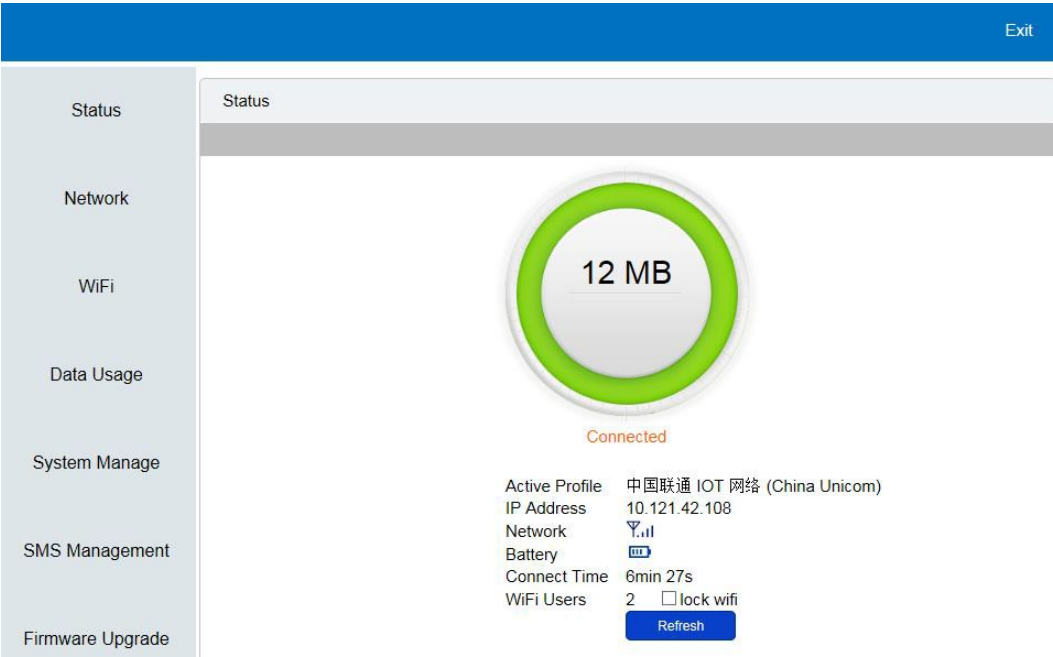 Exit
Status
Network
WiFi
Data Usage
System Manage
SMS Management
Firmware Upgrade
Status
12 MB
Connected
Active Profile 中国联通 IOT 网络 (China Unicom)
IP Address 10.121.42.108
Network
Battery
Connect Time 6min 27s
WiFi Users 2 lock wifi
Refresh